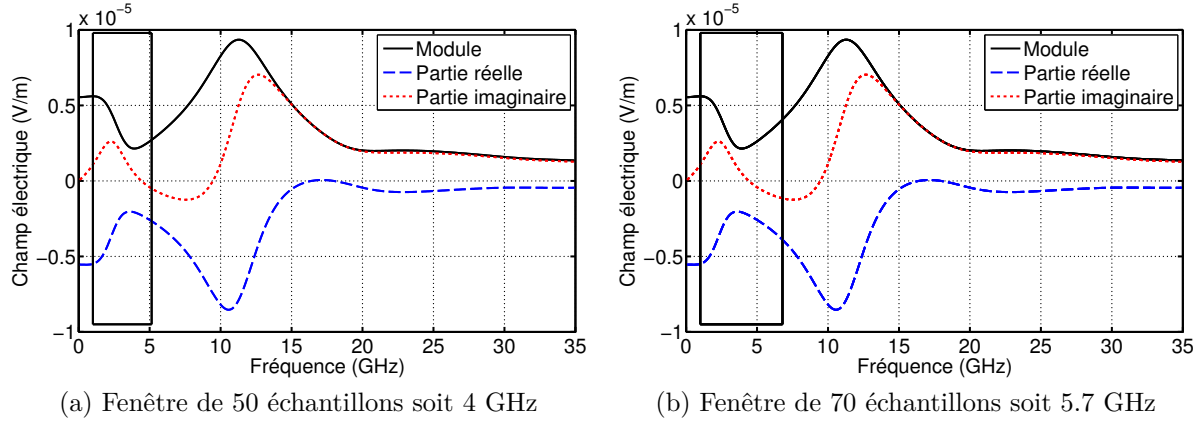 1 x 10⁻⁵
Module
Partie réelle
Partie imaginaire
Champ électrique (V/m)
0.5
0
−0.5
−1
0 5 10 15 20 25 30 35
Fréquence (GHz)
(a) Fenêtre de 50 échantillons soit 4 GHz
1 x 10⁻⁵
Module
Partie réelle
Partie imaginaire
Champ électrique (V/m)
0.5
0
−0.5
−1
0 5 10 15 20 25 30 35
Fréquence (GHz)
(b) Fenêtre de 70 échantillons soit 5.7 GHz